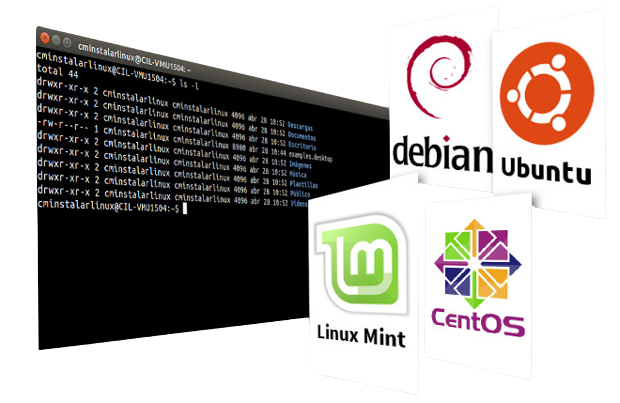 cminstalarlinux@CIL-VMU1504: ~
cminstalarlinux@CIL-VMU1504:~$ ls -l
total 44
drwxr-xr-x 2 cminstalarlinux cminstalarlinux 4096 abr 28 10:52 Descargas
drwxr-xr-x 2 cminstalarlinux cminstalarlinux 4096 abr 28 10:52 Documentos
drwxr-xr-x 2 cminstalarlinux cminstalarlinux 4096 abr 28 10:52 Escritorio
-rw-r--r-- 1 cminstalarlinux cminstalarlinux 8980 abr 28 10:44 examples.desktop
drwxr-xr-x 2 cminstalarlinux cminstalarlinux 4096 abr 28 10:52 Imágenes
drwxr-xr-x 2 cminstalarlinux cminstalarlinux 4096 abr 28 10:52 Música
drwxr-xr-x 2 cminstalarlinux cminstalarlinux 4096 abr 28 10:52 Plantillas
drwxr-xr-x 2 cminstalarlinux cminstalarlinux 4096 abr 28 10:52 Público
drwxr-xr-x 2 cminstalarlinux cminstalarlinux 4096 abr 28 10:52 Vídeos
cminstalarlinux@CIL-VMU1504:~$
debian
Ubuntu
lm
Linux Mint
CentOS